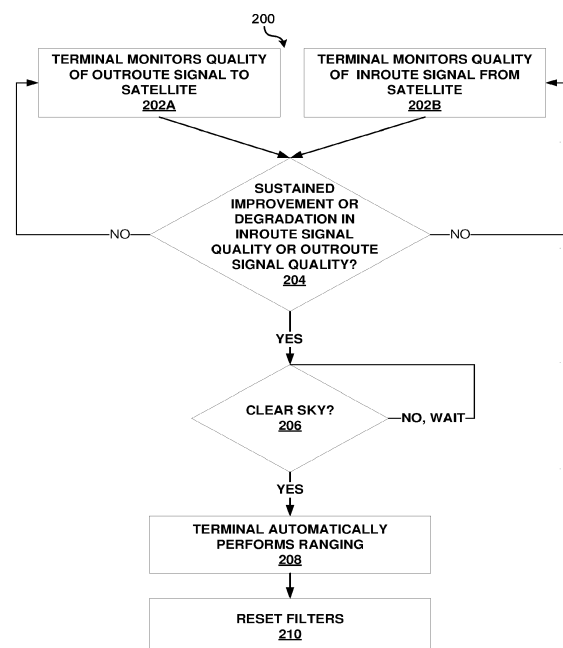 200
TERMINAL MONITORS QUALITY
OF OUTROUTE SIGNAL TO
SATELLITE
202A
TERMINAL MONITORS QUALITY
OF INROUTE SIGNAL FROM
SATELLITE
202B
SUSTAINED
IMPROVEMENT OR
DEGRADATION IN
INROUTE SIGNAL
QUALITY OR OUTROUTE
SIGNAL QUALITY?
204
NO
NO
YES
CLEAR SKY?
206
NO, WAIT
YES
TERMINAL AUTOMATICALLY
PERFORMS RANGING
208
RESET FILTERS
210